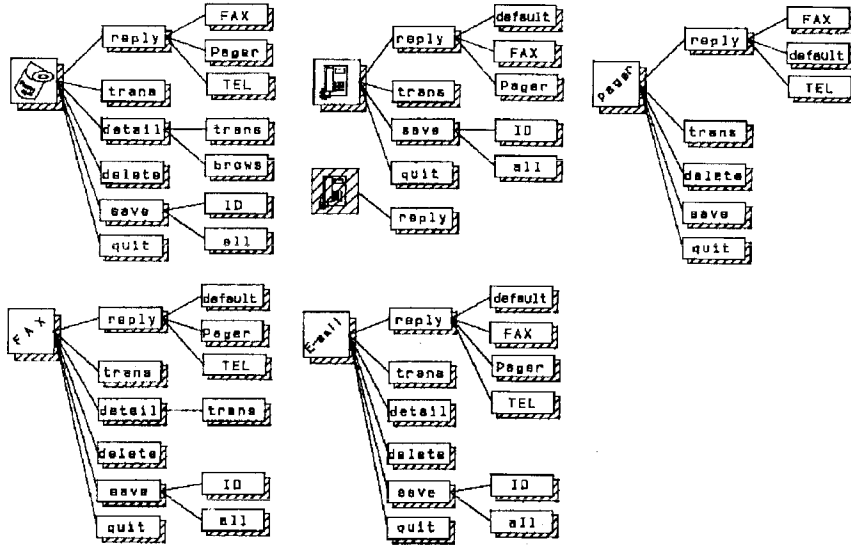 reply
FAX
Pager
TEL
trans
detail
trans
brows
delete
save
ID
all
quit
reply
default
FAX
Pager
trans
save
ID
all
quit
reply
pager
reply
FAX
default
TEL
trans
delete
save
quit
FAX
reply
default
Pager
TEL
trans
detail
trans
delete
save
ID
all
quit
E-mail
reply
default
FAX
Pager
TEL
trans
detail
delete
save
ID
all
quit